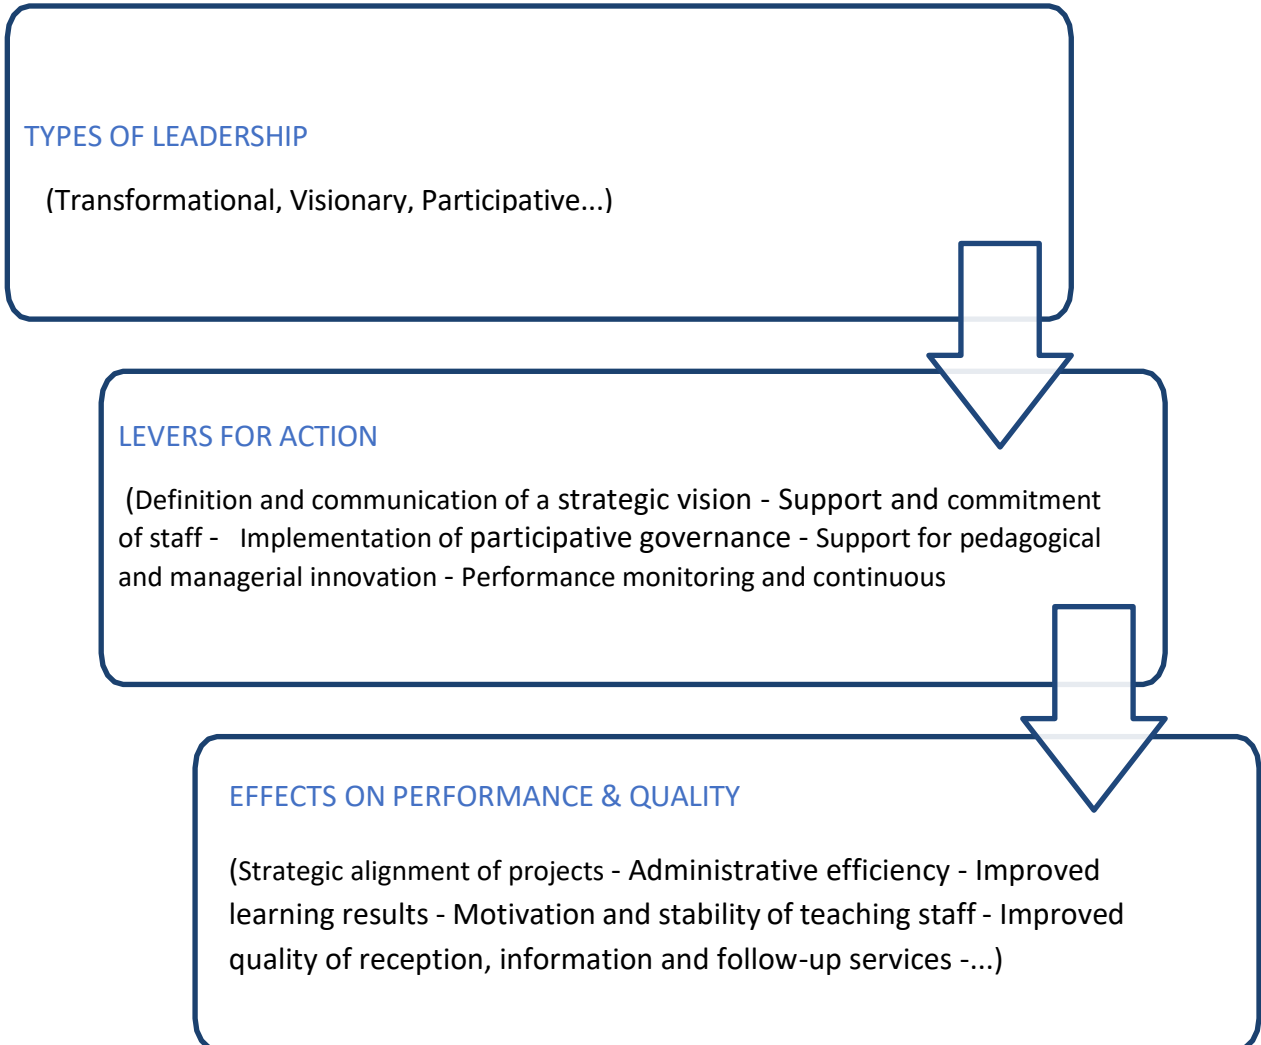 TYPES OF LEADERSHIP
(Transformational, Visionary, Participative...)
LEVERS FOR ACTION
(Definition and communication of a strategic vision - Support and commitment
of staff - Implementation of participative governance - Support for pedagogical
and managerial innovation - Performance monitoring and continuous
EFFECTS ON PERFORMANCE & QUALITY
(Strategic alignment of projects - Administrative efficiency - Improved
learning results - Motivation and stability of teaching staff - Improved
quality of reception, information and follow-up services -...)